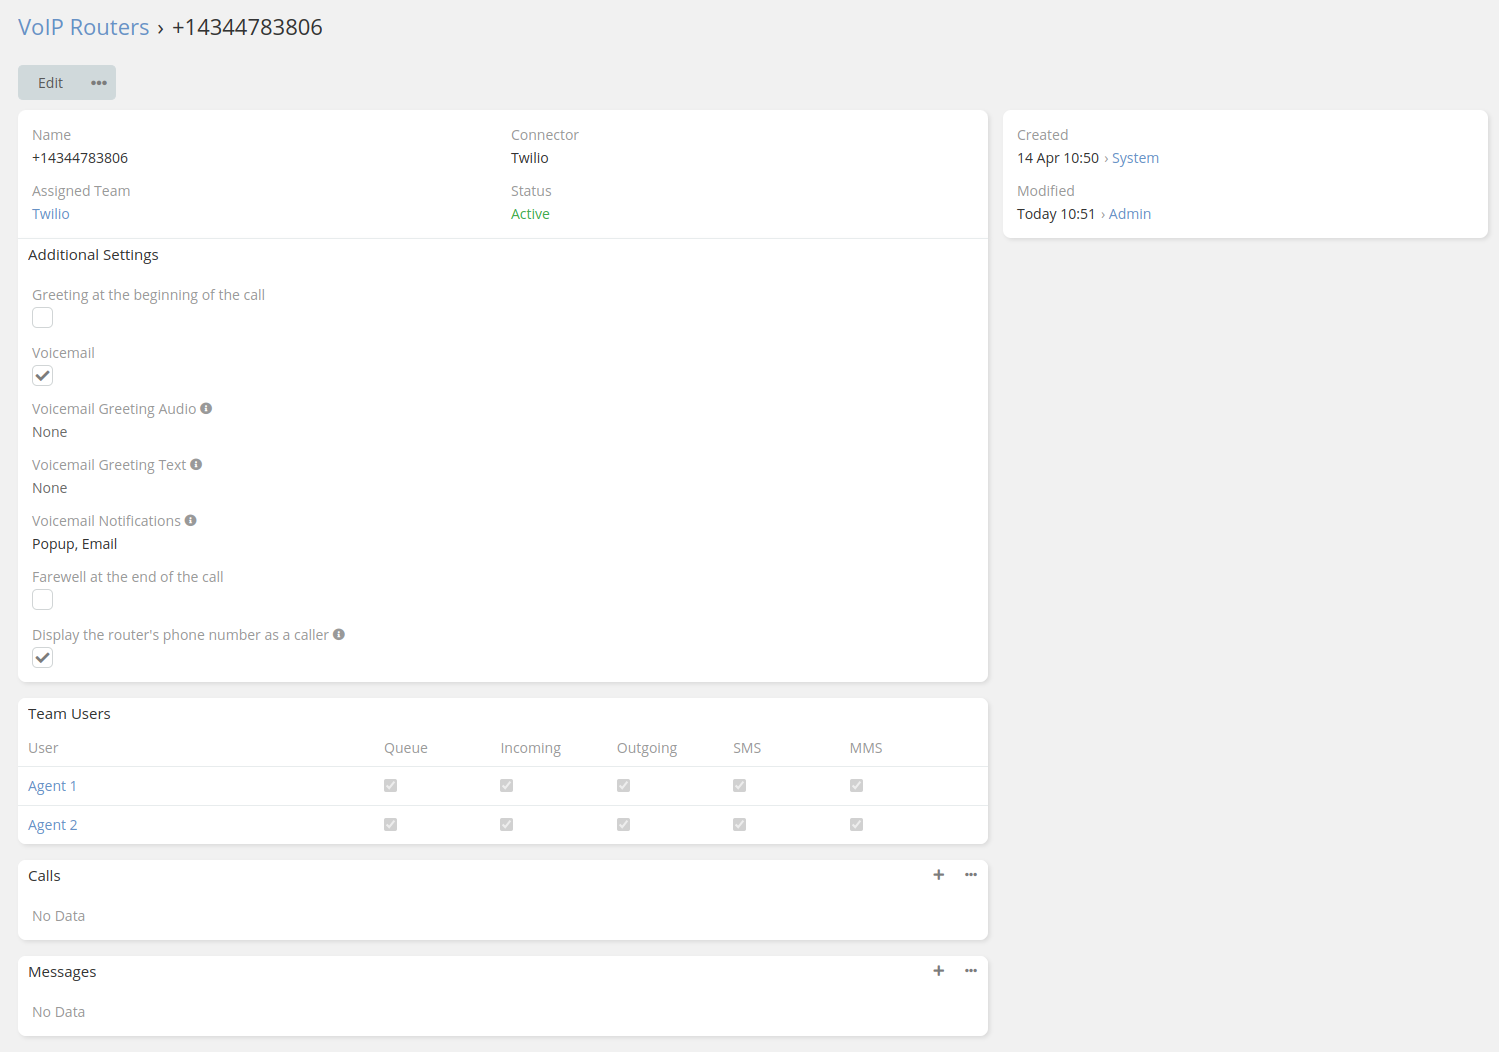 VoIP Routers › +14344783806
Edit •••
Name Connector
+14344783806 Twilio
Assigned Team Status
Twilio Active
Created
14 Apr 10:50 › System
Modified
Today 10:51 › Admin
Additional Settings
Greeting at the beginning of the call
Voicemail
Voicemail Greeting Audio
None
Voicemail Greeting Text
None
Voicemail Notifications
Popup, Email
Farewell at the end of the call
Display the router's phone number as a caller
Team Users
User Queue Incoming Outgoing SMS MMS
Agent 1
Agent 2
Calls
No Data
Messages
No Data